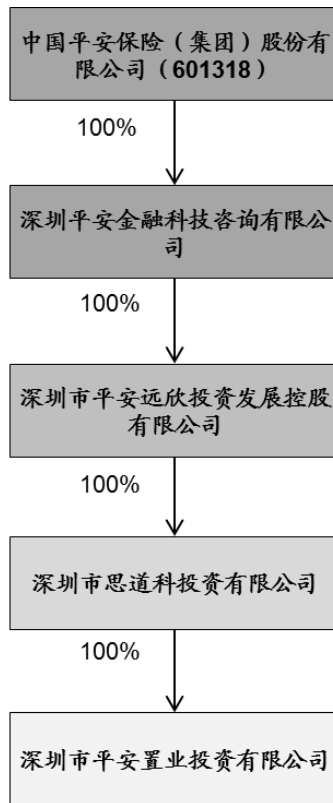 中国平安保险（集团）股份有
限公司（601318）
100%
深圳平安金融科技咨询有限公
司
100%
深圳市平安远欣投资发展控股
有限公司
100%
深圳市思道科投资有限公司
100%
深圳市平安置业投资有限公司